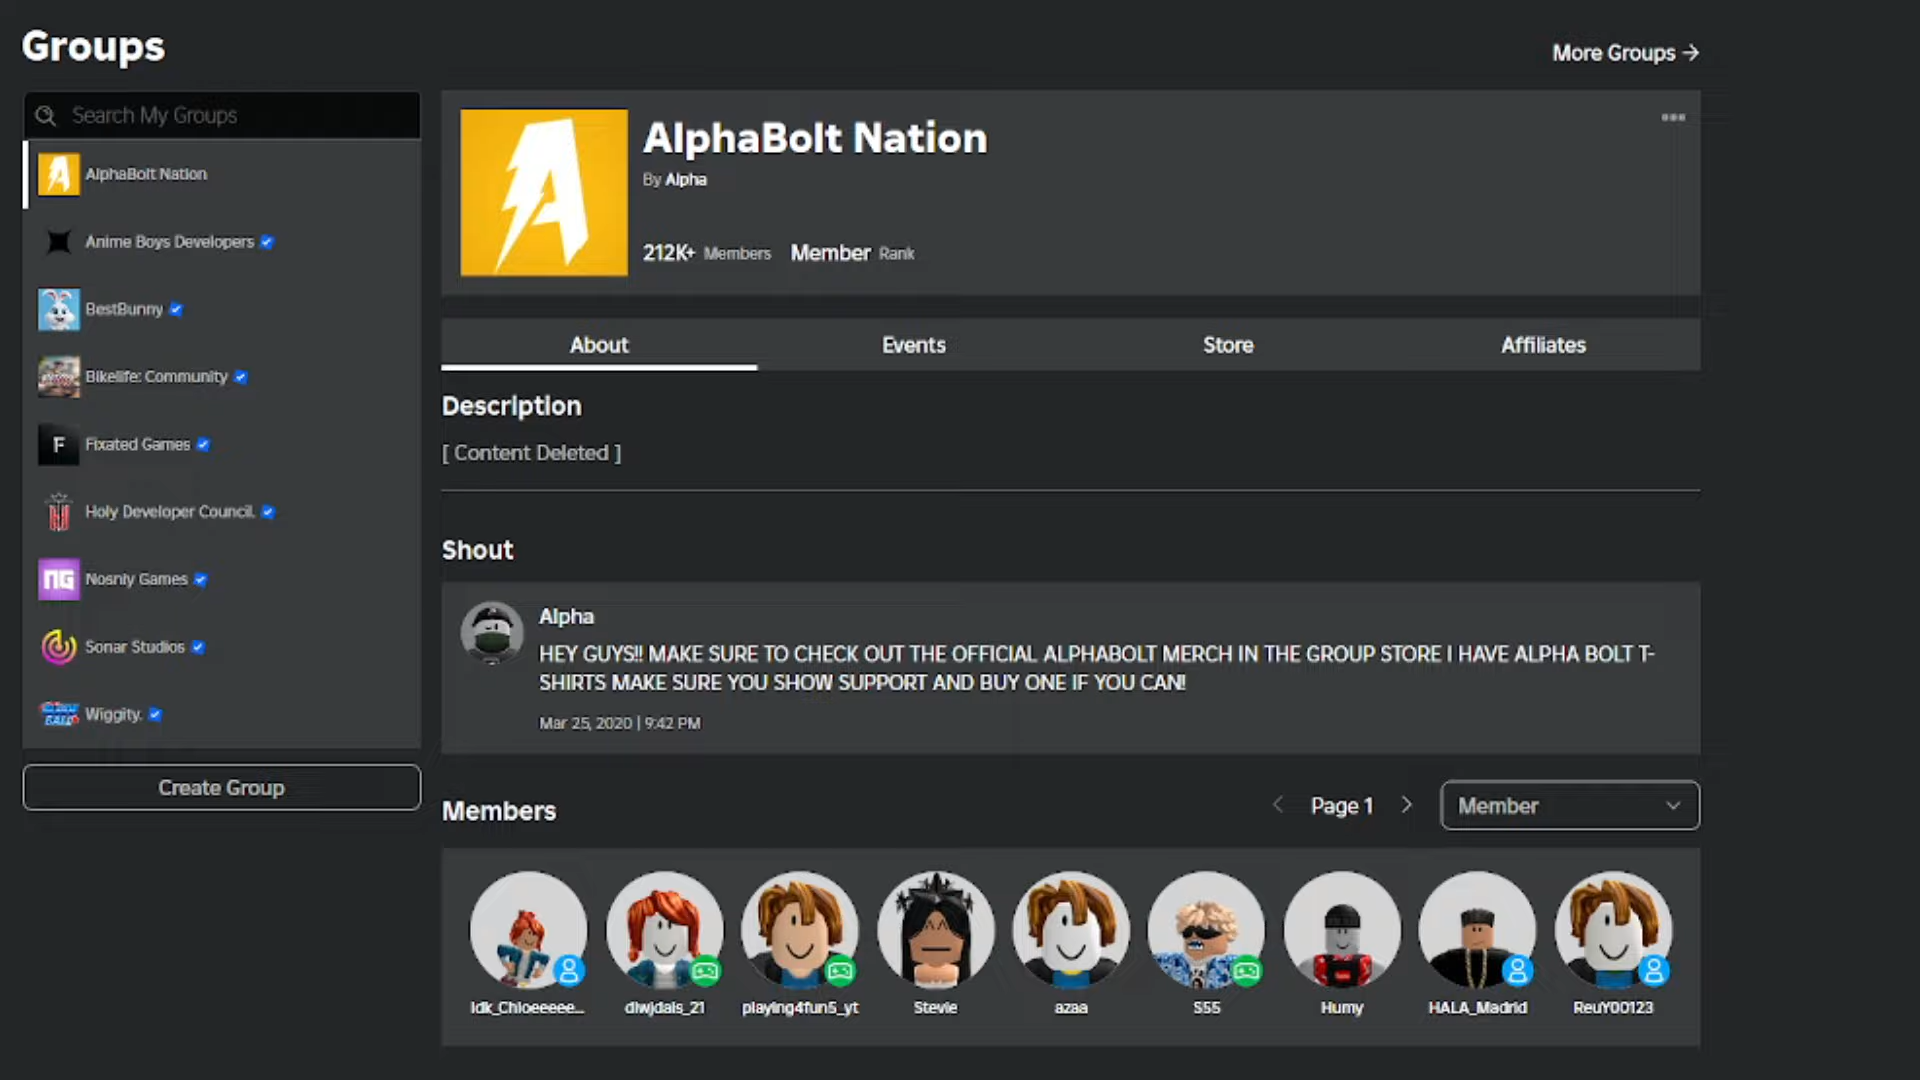 Groups
More Groups →
Search My Groups
AlphaBolt Nation
Anime Boys Developers
BestBunny
Bikelife: Community
F
Fixated Games
Holy Developer Council.
NG
Nosniy Games
Sonar Studios
Wiggity.
Create Group
A
AlphaBolt Nation
By Alpha
212K+ Members Member Rank
About Events Store Affiliates
Description
[ Content Deleted ]
Shout
Alpha
HEY GUYS!! MAKE SURE TO CHECK OUT THE OFFICIAL ALPHABOLT MERCH IN THE GROUP STORE I HAVE ALPHA BOLT T-
SHIRTS MAKE SURE YOU SHOW SUPPORT AND BUY ONE IF YOU CAN!
Mar 25, 2020 | 9:42 PM
Members
Page 1
Member
Idk_Chloeeeee... dlwjdals_21 playing4fun5_yt Stevie azaa S55 Humy HALA_Madrid ReuY00123